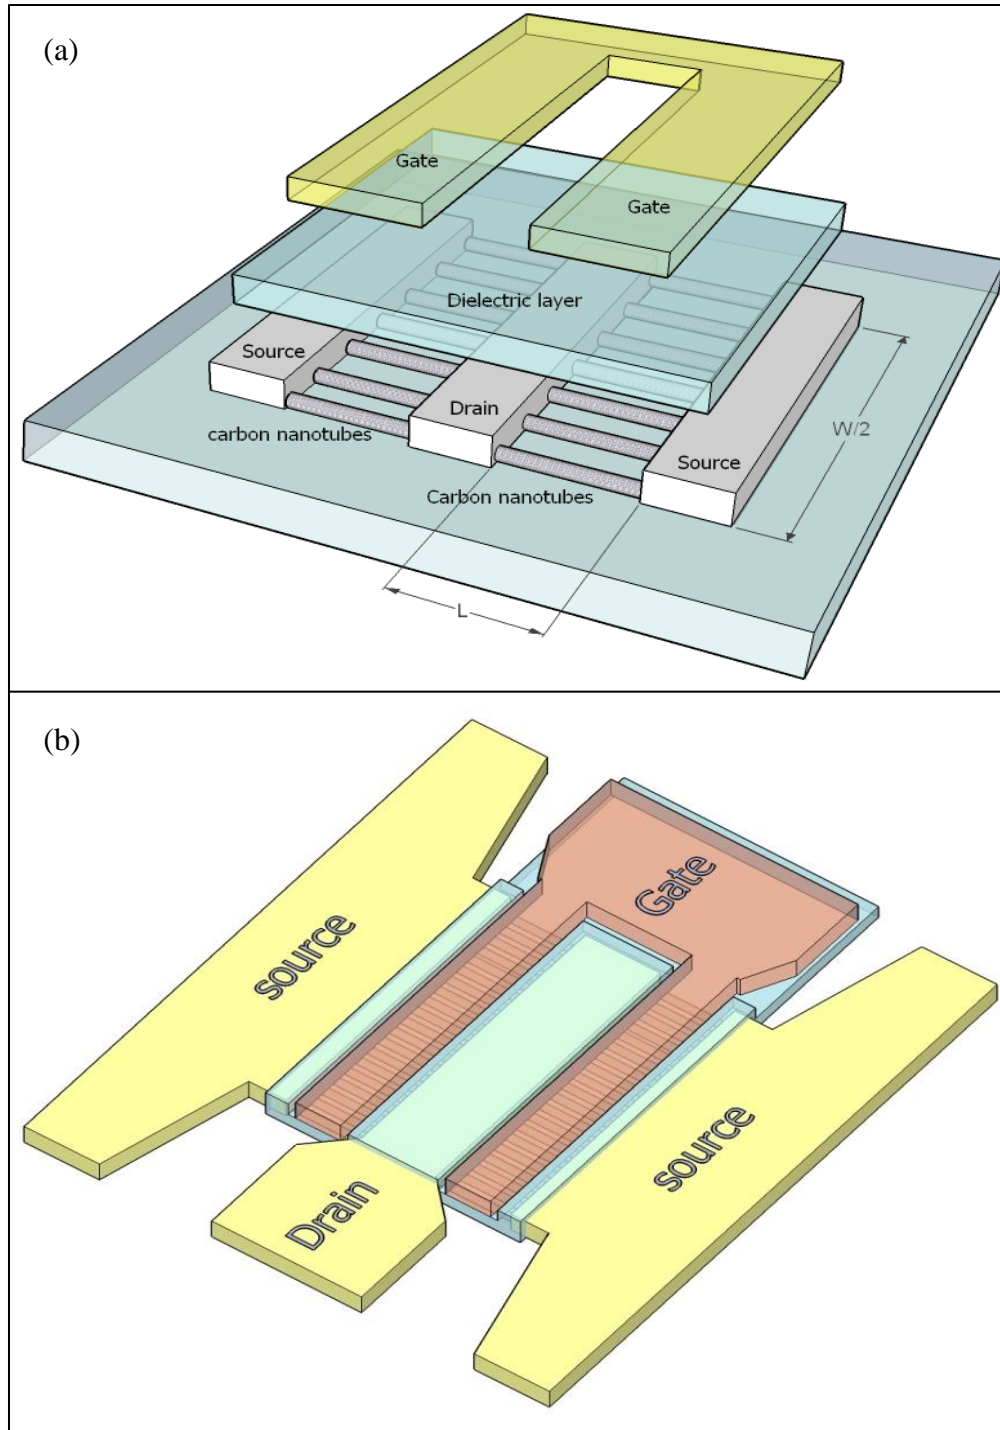 (a)
Gate
Gate
Dielectric layer
Source
Drain
carbon nanotubes
W/2
Source
Carbon nanotubes
L
(b)
Gate
source
source
Drain